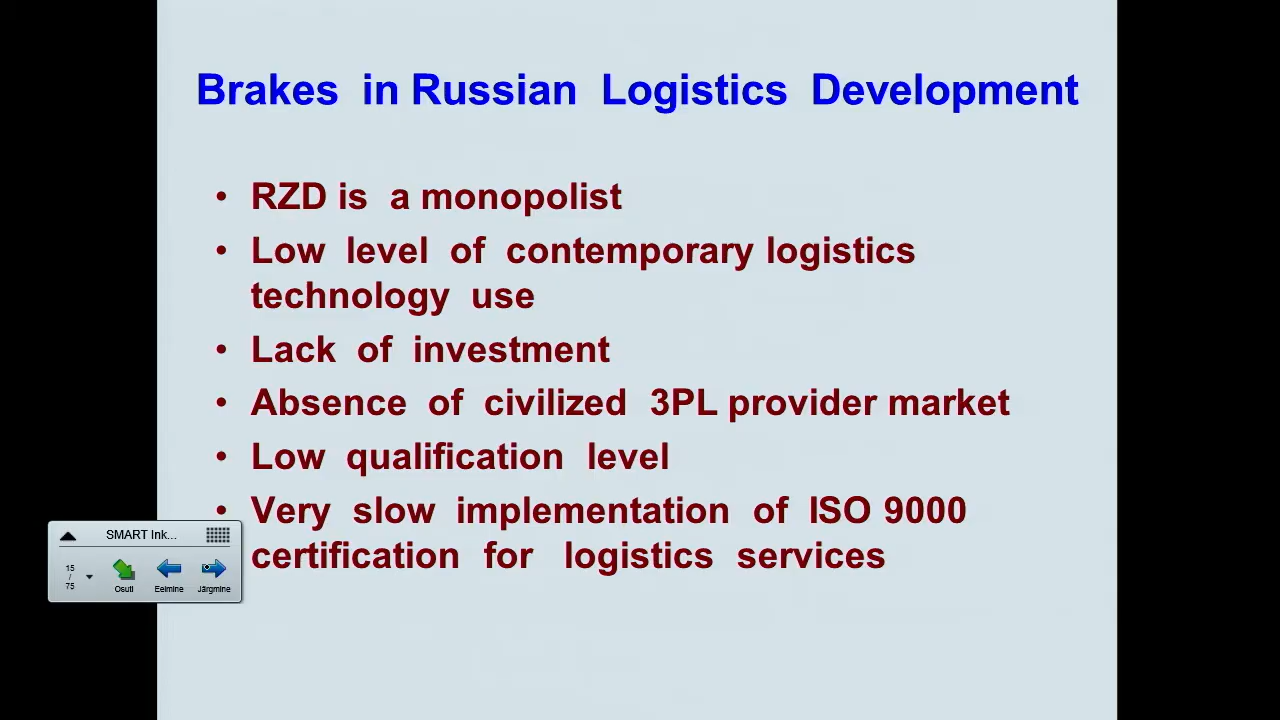 Brakes in Russian Logistics Development
• RZD is a monopolist
• Low level of contemporary logistics
technology use
• Lack of investment
• Absence of civilized 3PL provider market
• Low qualification level
• Very slow implementation of ISO 9000
certification for logistics services
SMART Ink...
15
/
75
Osuti
Eelmine
Järgmine